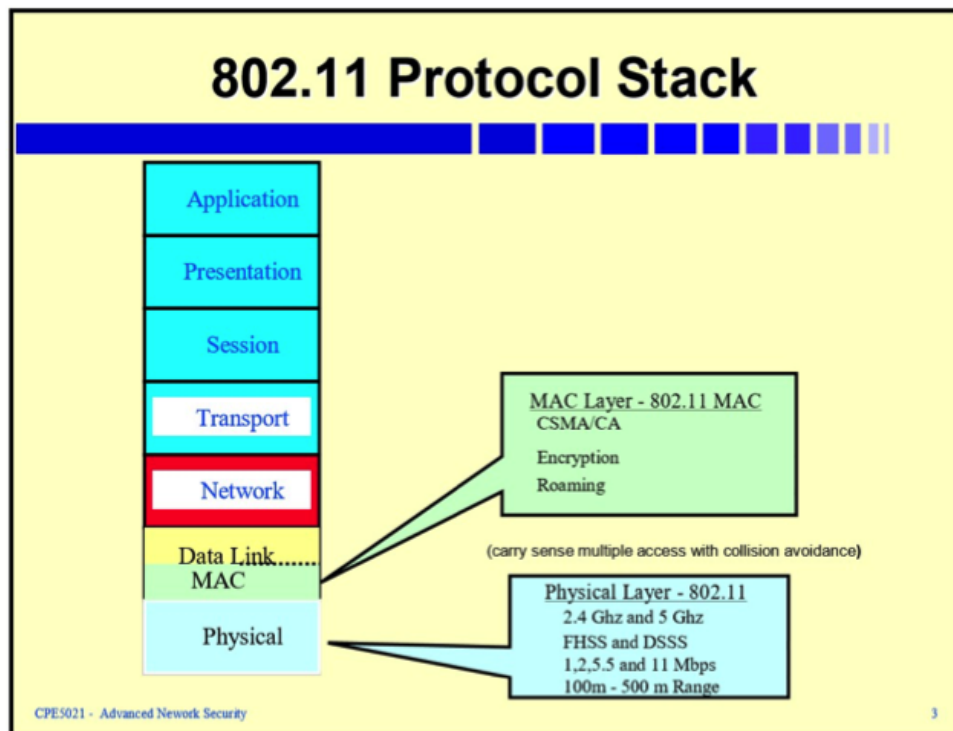 802.11 Protocol Stack
Application
Presentation
Session
Transport
Network
Data Link
MAC
Physical
MAC Layer - 802.11 MAC
CSMA/CA
Encryption
Roaming
(carry sense multiple access with collision avoidance)
Physical Layer - 802.11
2.4 Ghz and 5 Ghz
FHSS and DSSS
1,2,5.5 and 11 Mbps
100m - 500 m Range
CPE5021 - Advanced Nework Security
3